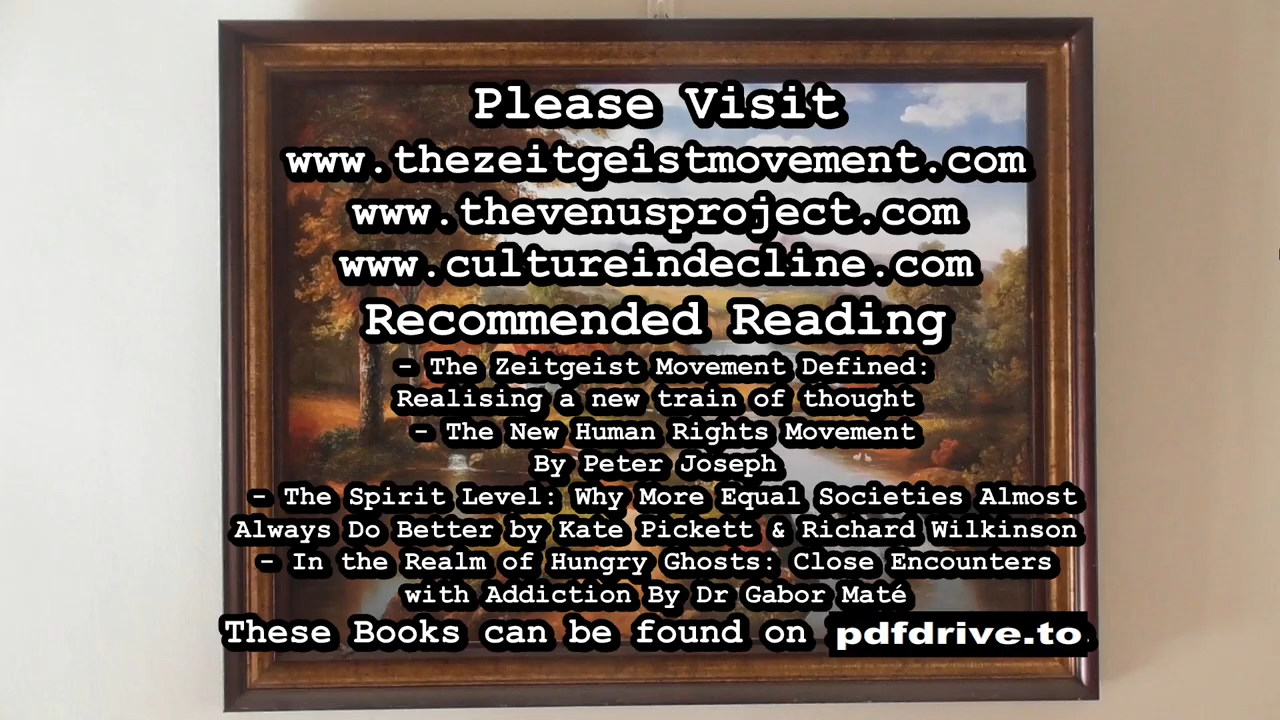 Please Visit
www.thezeitgeistmovement.com
www.thevenusproject.com
www.cultureindecline.com
Recommended Reading
- The Zeitgeist Movement Defined:
Realising a new train of thought
- The New Human Rights Movement
By Peter Joseph
- The Spirit Level: Why More Equal Societies Almost
Always Do Better by Kate Pickett & Richard Wilkinson
- In the Realm of Hungry Ghosts: Close Encounters
with Addiction By Dr Gabor Maté
These Books can be found on pdfdrive.to